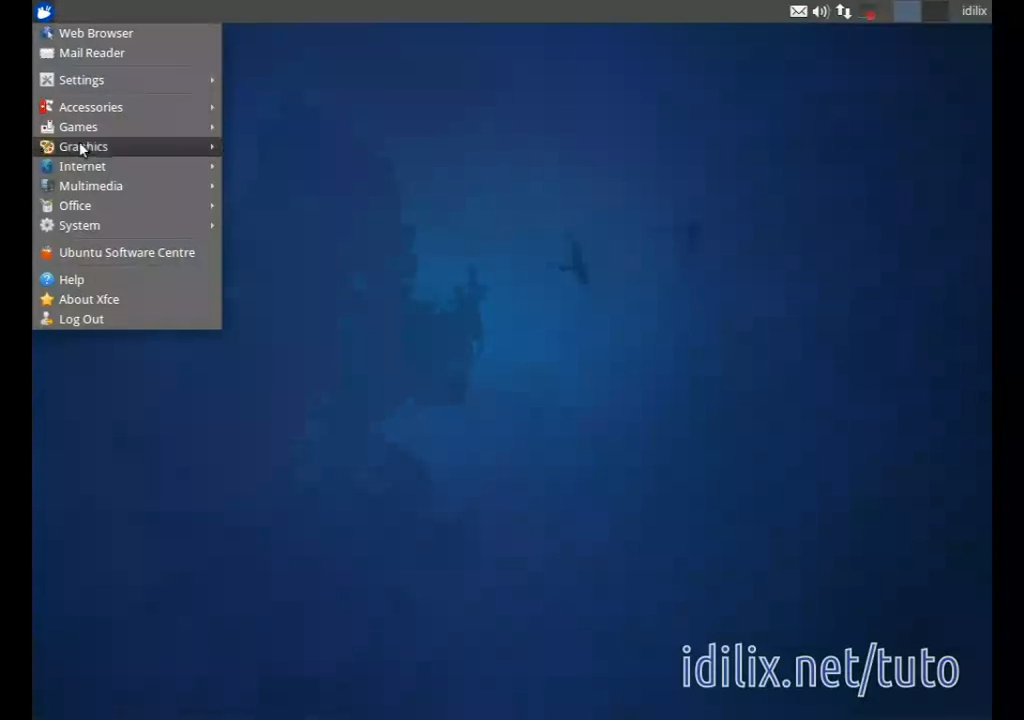 idilix
Web Browser
Mail Reader
Settings
Accessories
Games
Graphics
Internet
Multimedia
Office
System
Ubuntu Software Centre
Help
About Xfce
Log Out
idilix.net/tuto